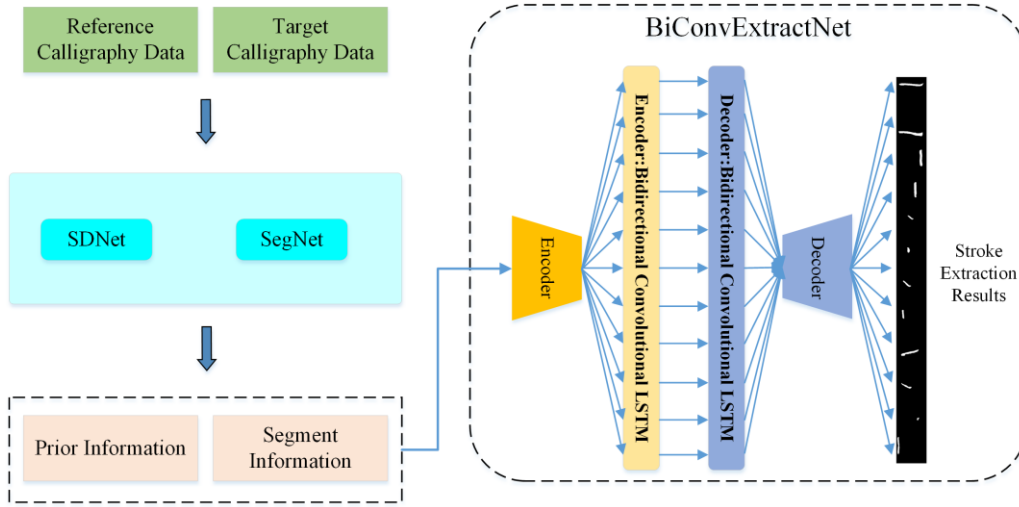 Reference
Calligraphy Data
Target
Calligraphy Data
SDNet
SegNet
Prior Information
Segment
Information
BiConvExtractNet
Encoder
Encoder:Bidirectional Convolutional LSTM
Decoder:Bidirectional Convolutional LSTM
Decoder
Stroke
Extraction
Results